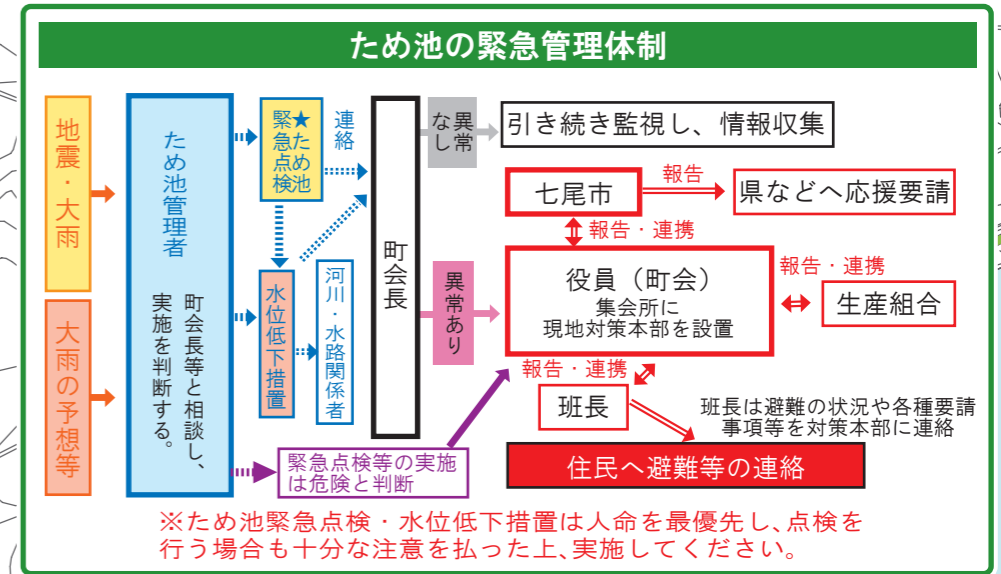 ため池の緊急管理体制
地震・大雨
大雨の予想等
ため池管理者
町会長等と相談し、
実施を判断する。
★ため池
緊急点検
連絡
水位低下措置
河川・水路関係者
緊急点検等の実施
は危険と判断
町会長
異常
なし
引き続き監視し、情報収集
異常あり
七尾市
報告
県などへ応援要請
報告・連携
役員（町会）
集会所に
現地対策本部を設置
報告・連携
生産組合
報告・連携
班長
班長は避難の状況や各種要請
事項等を対策本部に連絡
住民へ避難等の連絡
※ため池緊急点検・水位低下措置は人命を最優先し、点検を
行う場合も十分な注意を払った上、実施してください。